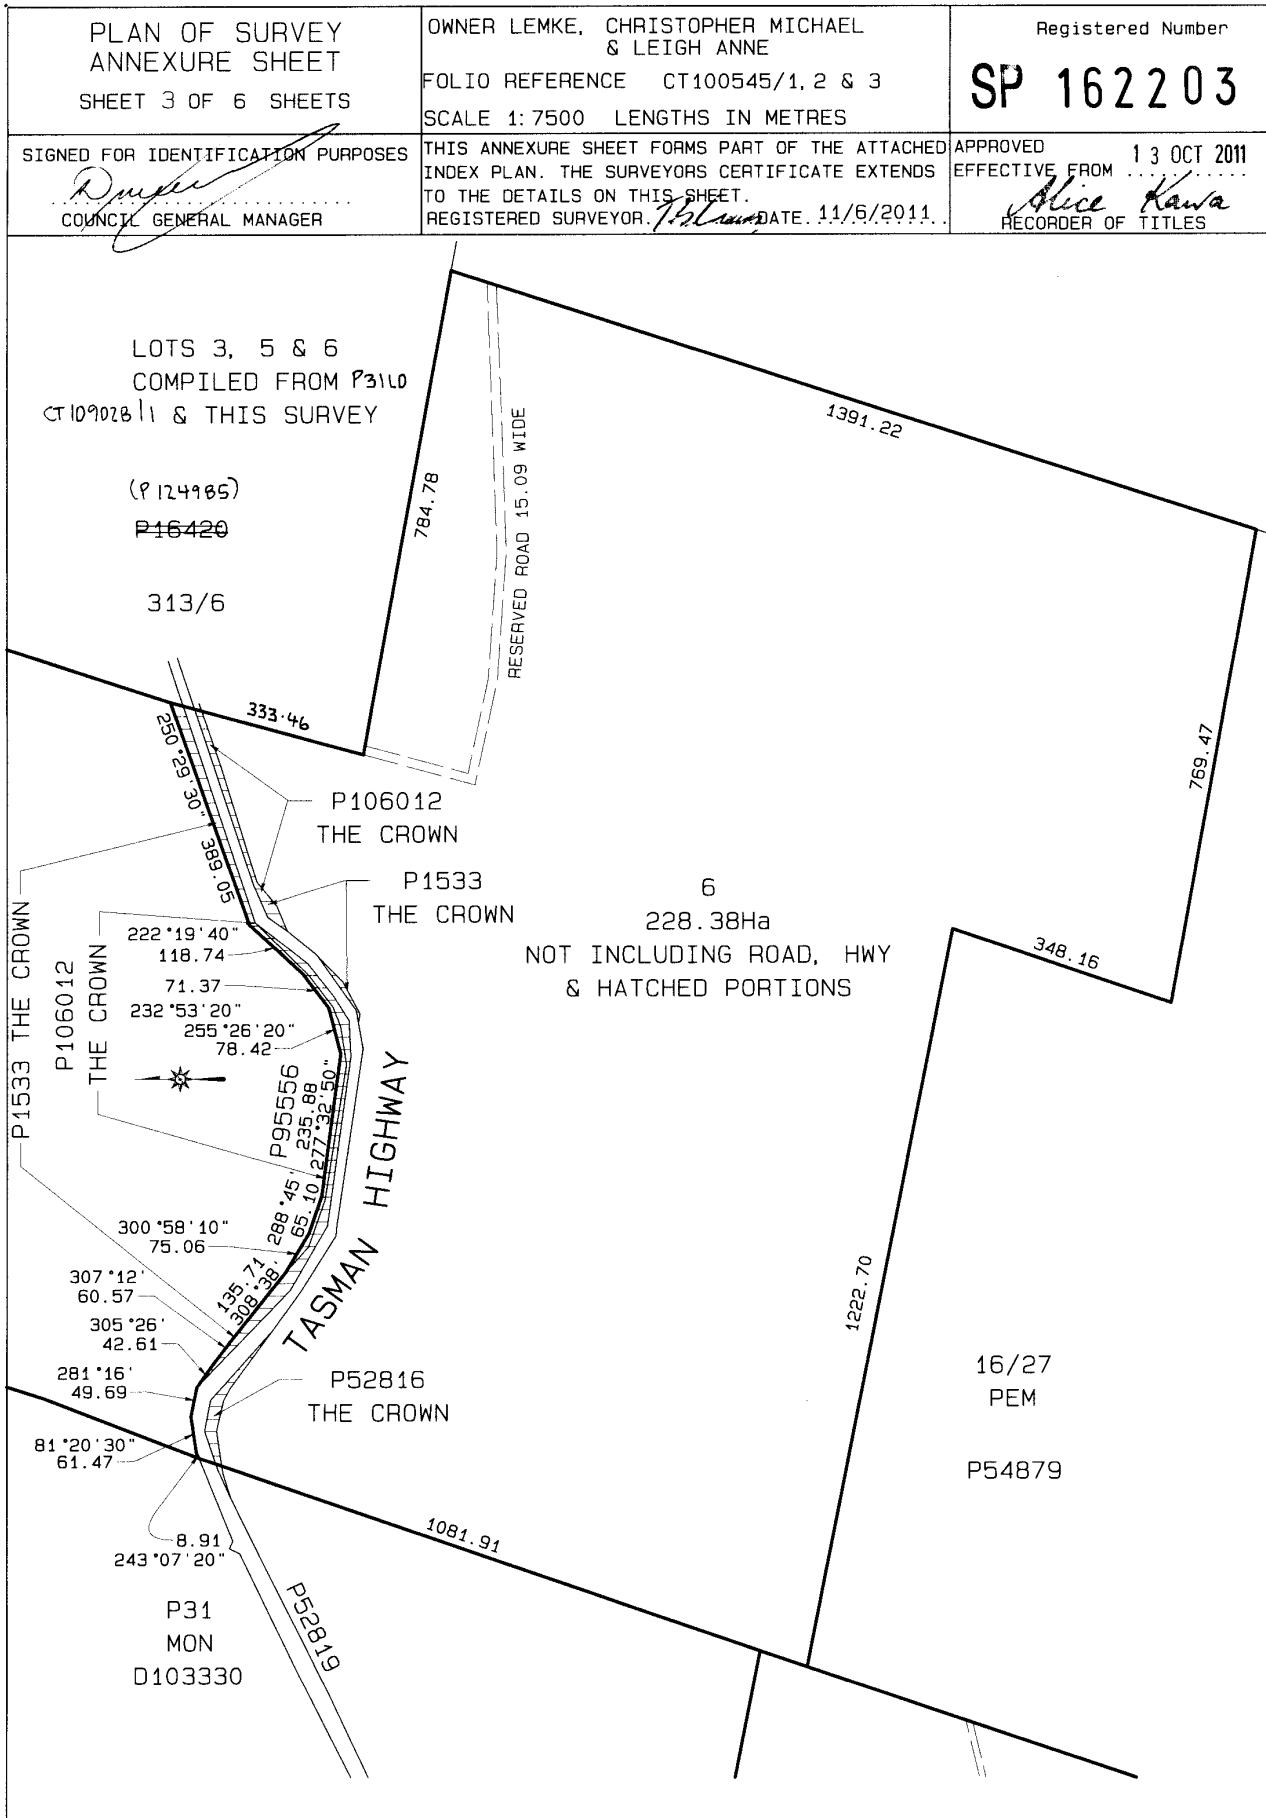 PLAN OF SURVEY
ANNEXURE SHEET
SHEET 3 OF 6 SHEETS
OWNER LEMKE, CHRISTOPHER MICHAEL
& LEIGH ANNE
FOLIO REFERENCE CT100545/1, 2 & 3
SCALE 1: 7500 LENGTHS IN METRES
Registered Number
SP 162203
SIGNED FOR IDENTIFICATION PURPOSES
COUNCIL GENERAL MANAGER
THIS ANNEXURE SHEET FORMS PART OF THE ATTACHED
INDEX PLAN. THE SURVEYORS CERTIFICATE EXTENDS
TO THE DETAILS ON THIS SHEET.
REGISTERED SURVEYOR. DATE. 11/6/2011
APPROVED
EFFECTIVE FROM 13 OCT 2011
Alice Kawa
RECORDER OF TITLES
LOTS 3, 5 & 6
COMPILED FROM P31LO
CT109028/1 & THIS SURVEY
(P124985)
P16420
313/6
784.78
RESERVED ROAD 15.09 WIDE
1391.22
769.47
333.46
250°29'30"
389.05
P106012
THE CROWN
P1533
THE CROWN
6
228.38Ha
NOT INCLUDING ROAD, HWY
& HATCHED PORTIONS
348.16
P1533 THE CROWN
P106012
THE CROWN
222°19'40"
118.74
71.37
232°53'20"
255°26'20"
78.42
P95556
235.88
277°32'50"
288°45'
65.10
TASMAN HIGHWAY
300°58'10"
75.06
135.71
308°38'
307°12'
60.57
305°26'
42.61
281°16'
49.69
81°20'30"
61.47
P52816
THE CROWN
1222.70
16/27
PEM
P54879
8.91
243°07'20"
1081.91
P52819
P31
MON
D103330